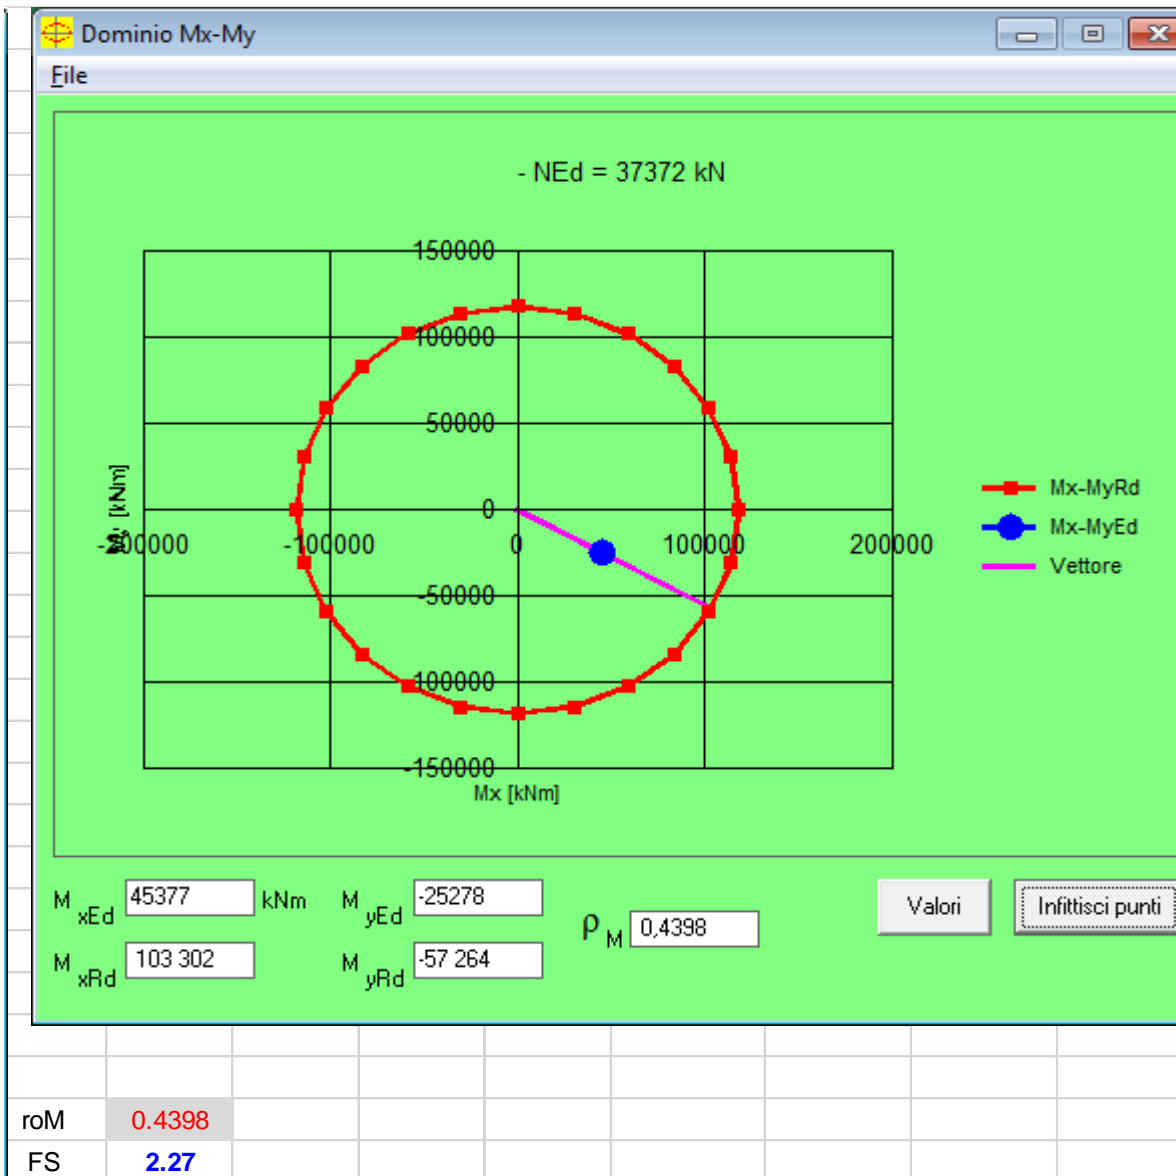 Dominio Mx-My
File
- NEd = 37372 kN
150000
100000
50000
0
-200000 -100000 0 100000 200000
-50000
-100000
-150000
Mx [kNm]
[kNm]
Mx-MyRd
Mx-MyEd
Vettore
M xEd 45377 kNm M yEd -25278
ρ M 0,4398
Valori Infittisci punti
M xRd 103 302 M yRd -57 264
roM 0.4398
FS 2.27